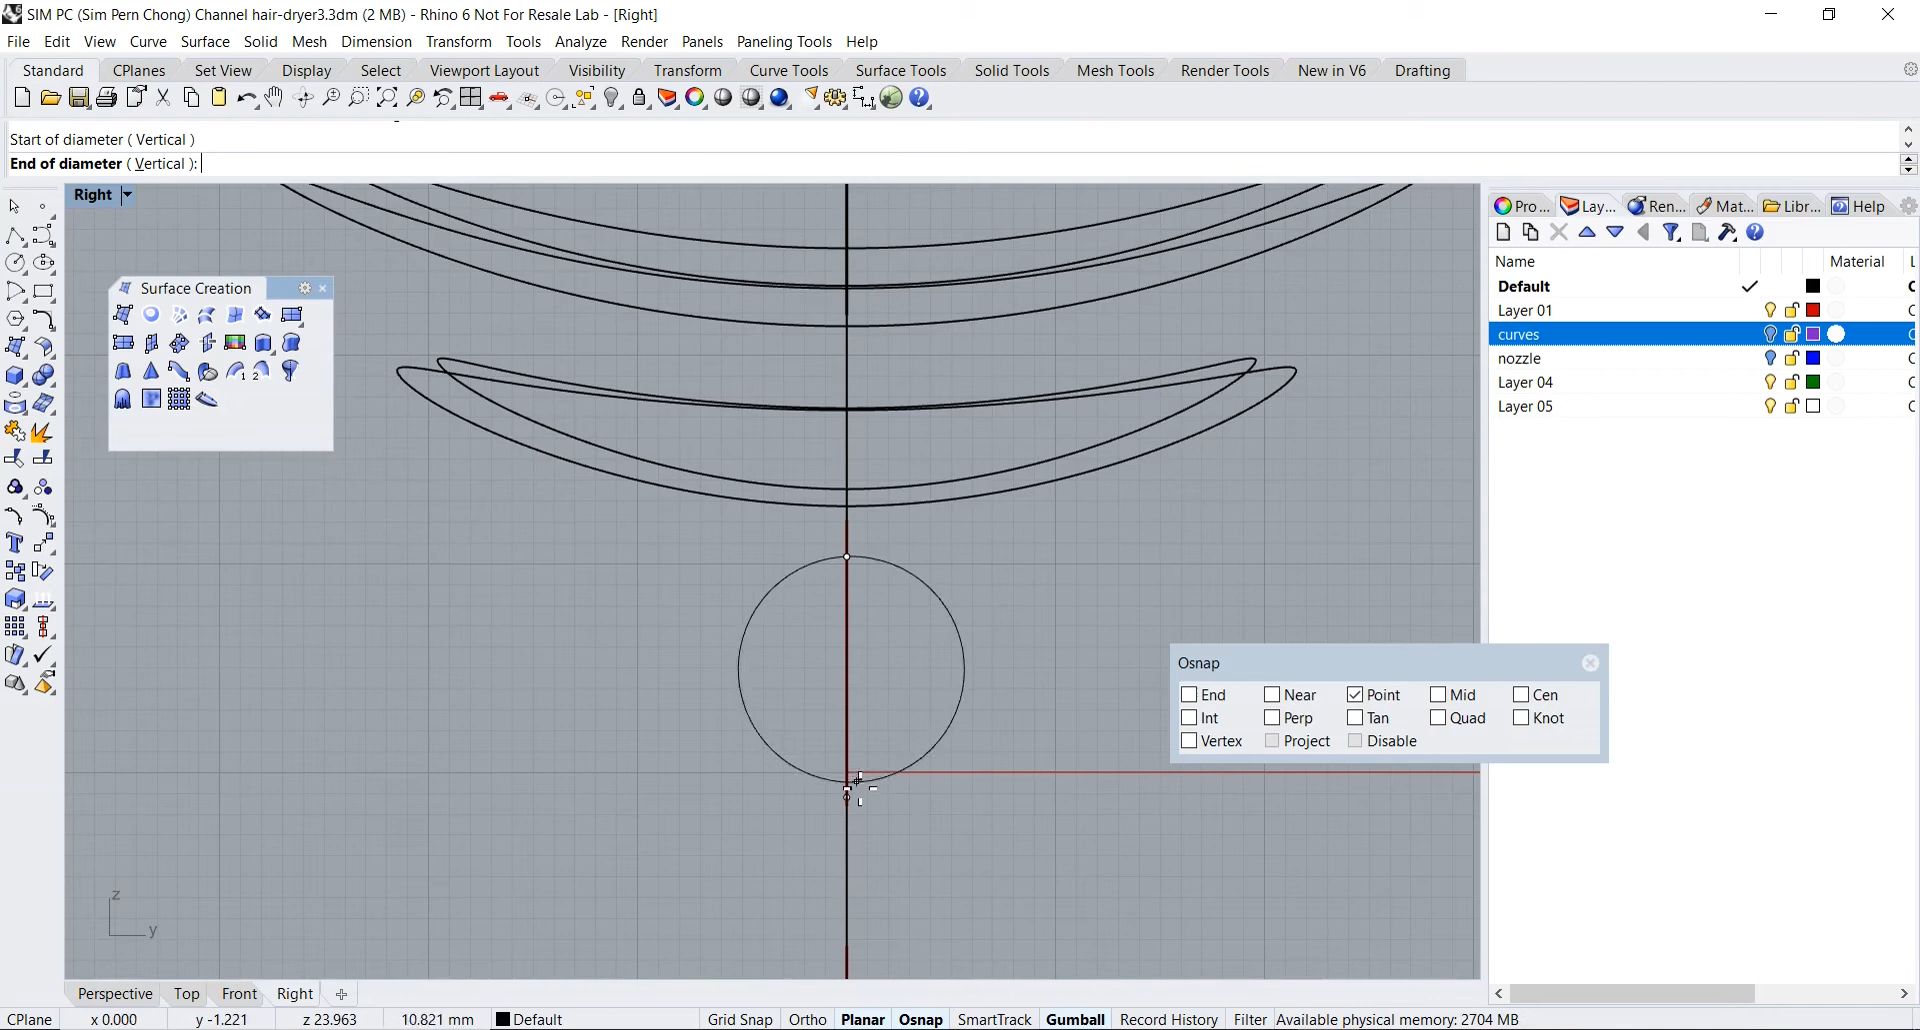 SIM PC (Sim Pern Chong) Channel hair-dryer3.3dm (2 MB) - Rhino 6 Not For Resale Lab - [Right]
File Edit View Curve Surface Solid Mesh Dimension Transform Tools Analyze Render Panels Paneling Tools Help
Standard CPlanes Set View Display Select Viewport Layout Visibility Transform Curve Tools Surface Tools Solid Tools Mesh Tools Render Tools New in V6 Drafting
Start of diameter ( Vertical )
End of diameter ( Vertical ):
Right
Pro... Lay... Ren... Mat... Libr... Help
Name Material L
Default
Layer 01
curves
nozzle
Layer 04
Layer 05
Surface Creation
1 2
Osnap
End Near Point Mid Cen
Int Perp Tan Quad Knot
Vertex Project Disable
z
y
Perspective Top Front Right
CPlane x 0.000 y -1.221 z 23.963 10.821 mm Default Grid Snap Ortho Planar Osnap SmartTrack Gumball Record History Filter Available physical memory: 2704 MB